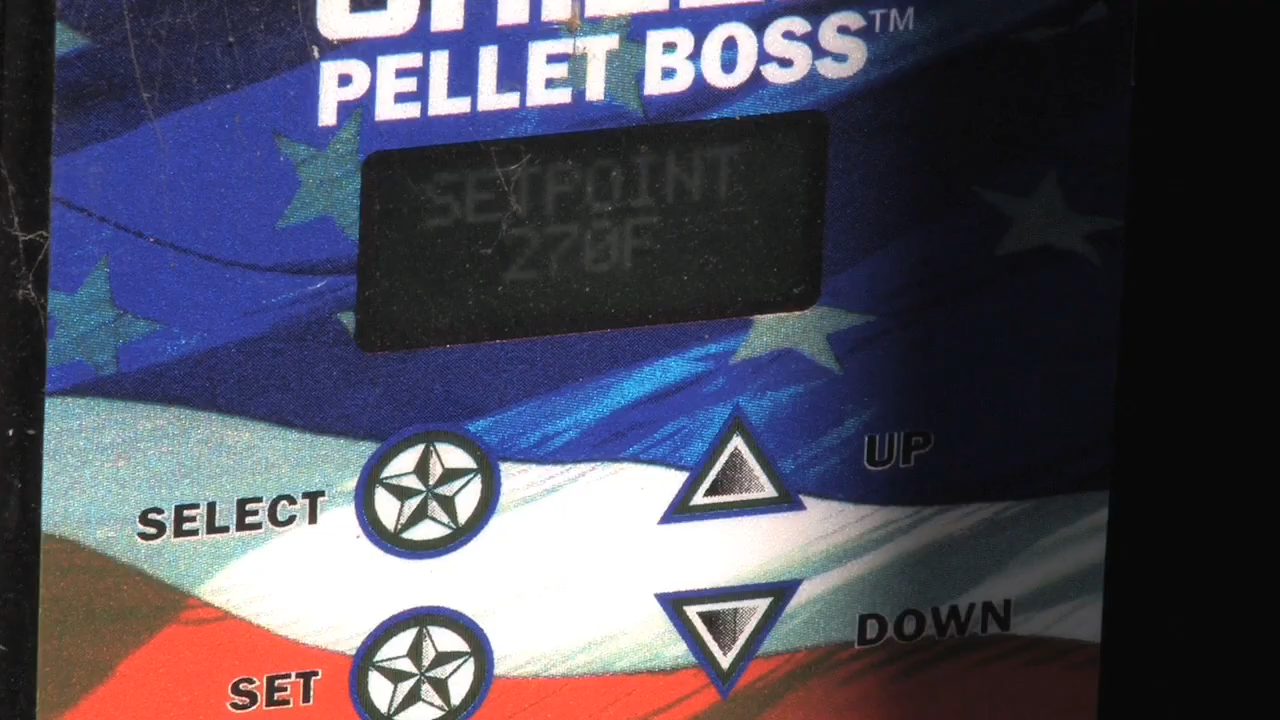 PELLET BOSS™
SETPOINT
270F
SELECT
UP
SET
DOWN